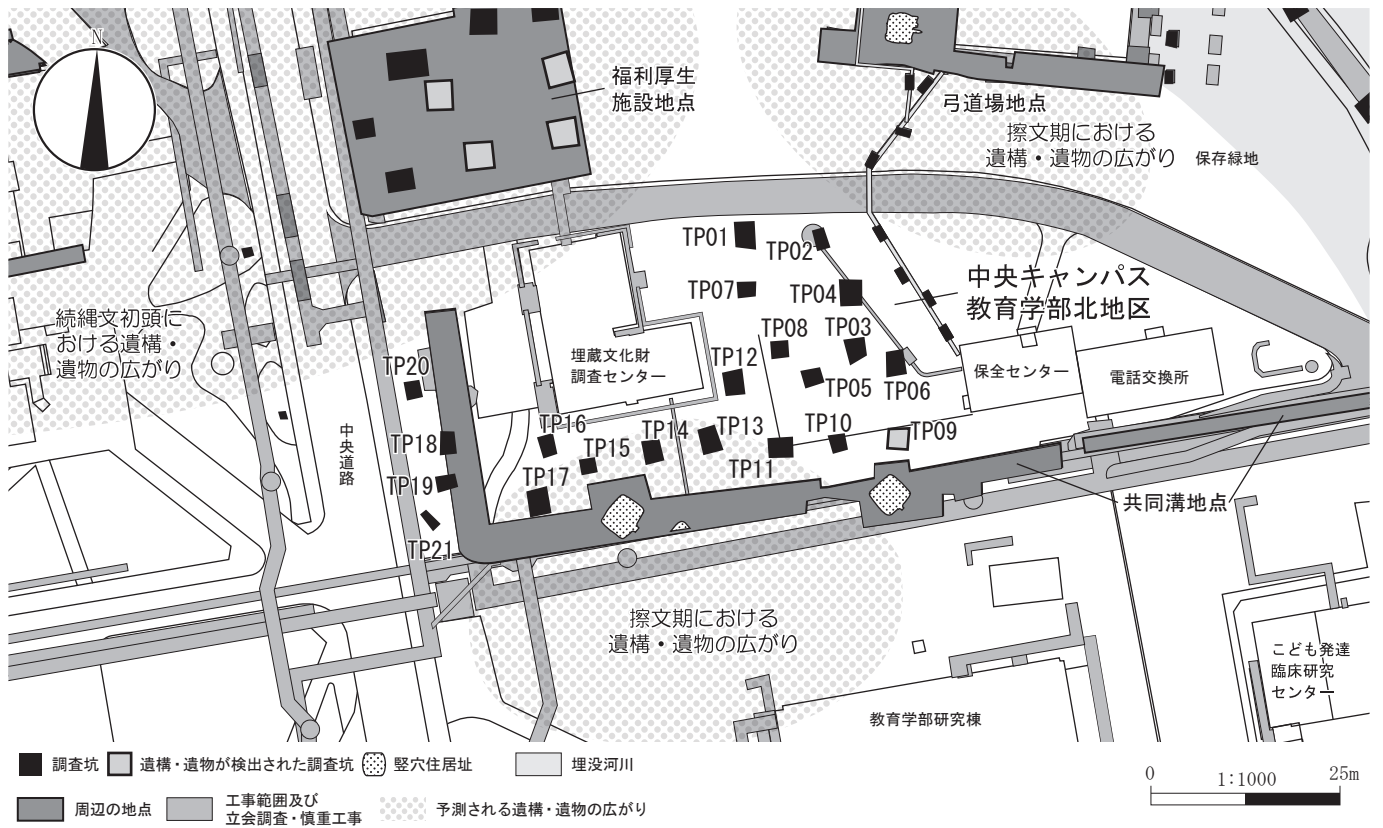 N
福利厚生
施設地点
弓道場地点
擦文期における
遺構・遺物の広がり
保存緑地
TP01
TP02
TP07
TP04
中央キャンパス
教育学部北地区
続縄文初頭に
おける遺構・
遺物の広がり
TP08
TP03
埋蔵文化財
調査センター
TP12
TP05
TP06
保全センター
電話交換所
TP20
中央道路
TP16
TP15
TP14
TP13
TP10
TP09
TP18
TP11
TP19
TP17
共同溝地点
TP21
擦文期における
遺構・遺物の広がり
こども発達
臨床研究
センター
教育学部研究棟
調査坑
遺構・遺物が検出された調査坑
竪穴住居址
埋没河川
周辺の地点
工事範囲及び
立会調査・慎重工事
予測される遺構・遺物の広がり
0 1:1000 25m